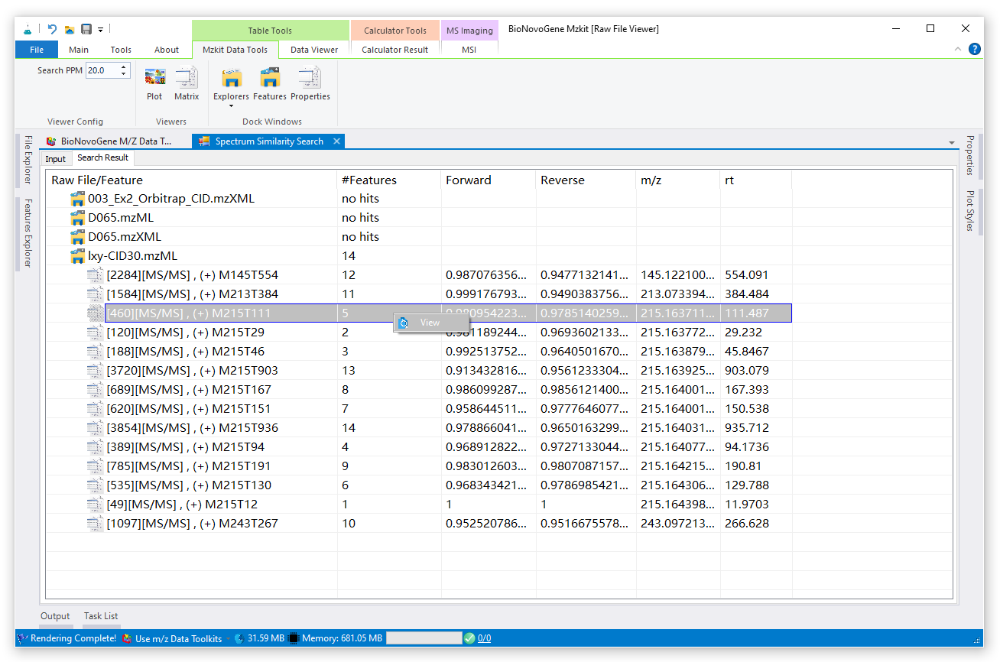 Table Tools Calculator Tools MS Imaging BioNovoGene Mzkit [Raw File Viewer]
File Main Tools About Mzkit Data Tools Data Viewer Calculator Result MSI
Search PPM 20.0
Plot Matrix Explorers Features Properties
Viewer Config Viewers Dock Windows
File Explorer
Features Explorer
BioNovoGene M/Z Data T... Spectrum Similarity Search
Input Search Result
Raw File/Feature #Features Forward Reverse m/z rt
003_Ex2_Orbitrap_CID.mzXML no hits
D065.mzML no hits
D065.mzXML no hits
lxy-CID30.mzML 14
[2284][MS/MS] , (+) M145T554 12 0.987076356... 0.9477132141... 145.122100... 554.091
[1584][MS/MS] , (+) M213T384 11 0.999176793... 0.9490383756... 213.073394... 384.484
[460][MS/MS] , (+) M215T111 5 0.980954223... 0.9785140259... 215.163711... 111.487
View
[120][MS/MS] , (+) M215T29 2 0.981189244... 0.9693602133... 215.163772... 29.232
[188][MS/MS] , (+) M215T46 3 0.992513752... 0.9640501670... 215.163879... 45.8467
[3720][MS/MS] , (+) M215T903 13 0.913432816... 0.9561233304... 215.163925... 903.079
[689][MS/MS] , (+) M215T167 8 0.986099287... 0.9856121400... 215.164001... 167.393
[620][MS/MS] , (+) M215T151 7 0.958644511... 0.9777646077... 215.164001... 150.538
[3854][MS/MS] , (+) M215T936 14 0.978866041... 0.9650163299... 215.164031... 935.712
[389][MS/MS] , (+) M215T94 4 0.968912822... 0.9727133044... 215.164077... 94.1736
[785][MS/MS] , (+) M215T191 9 0.983012603... 0.9807087157... 215.164215... 190.81
[535][MS/MS] , (+) M215T130 6 0.968343421... 0.9786985421... 215.164306... 129.788
[49][MS/MS] , (+) M215T12 1 1 1 215.164398... 11.9703
[1097][MS/MS] , (+) M243T267 10 0.952520786... 0.9516675578... 243.097213... 266.628
Properties
Plot Styles
Output Task List
Rendering Complete! Use m/z Data Toolkits 31.59 MB Memory: 681.05 MB 0/0